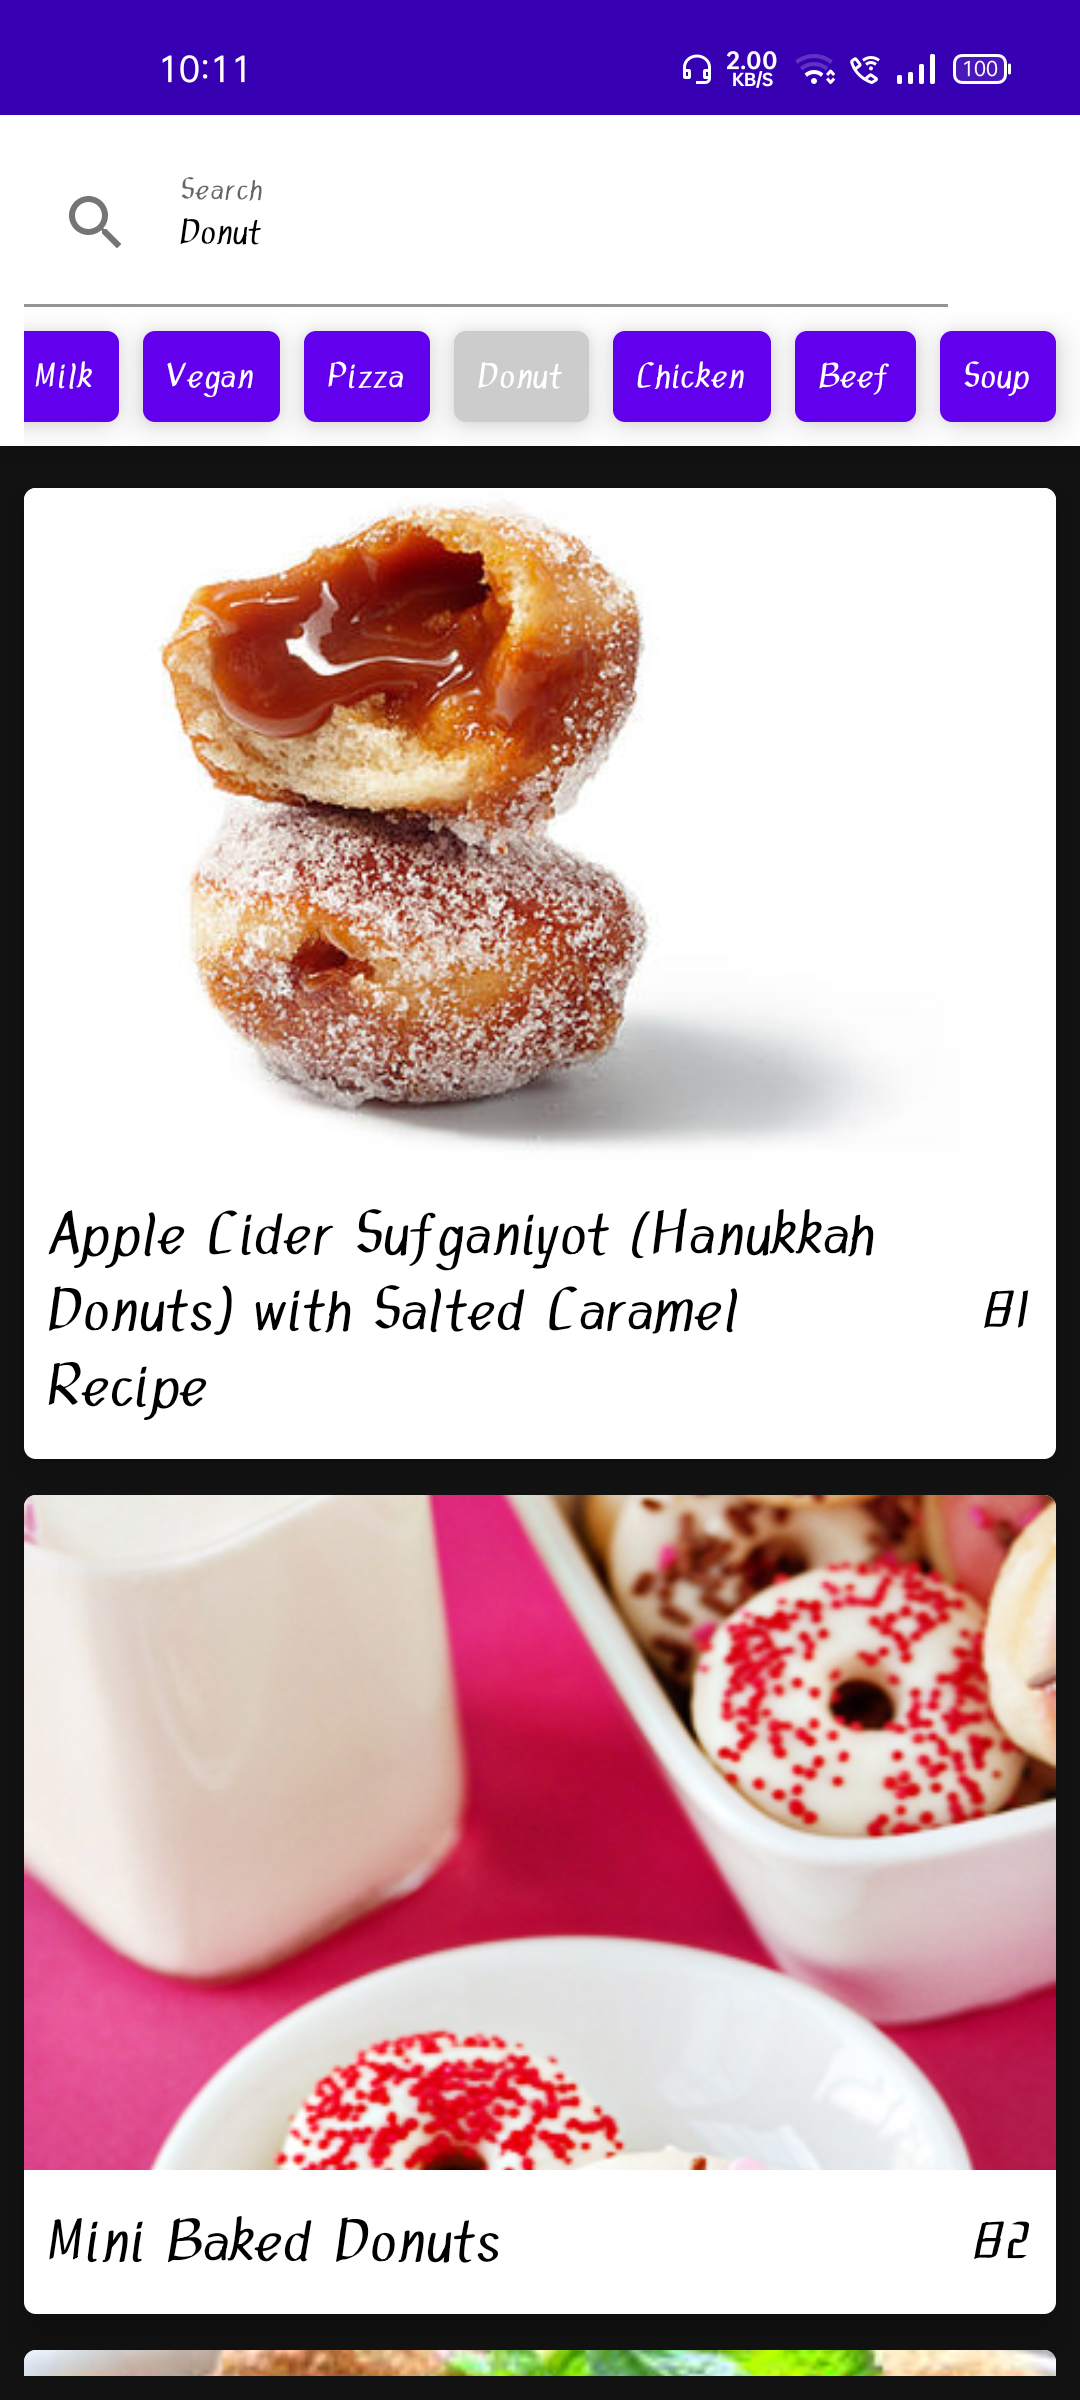 10:11
2.00
KB/S
100
Search
Donut
Milk Vegan Pizza Donut Chicken Beef Soup
Apple Cider Sufganiyot (Hanukkah
Donuts) with Salted Caramel
Recipe
81
Mini Baked Donuts
82